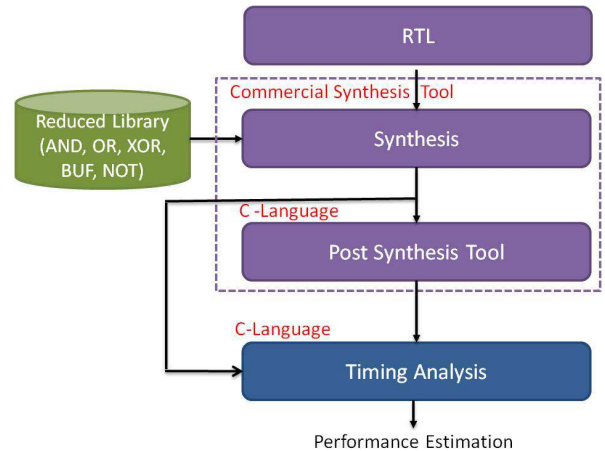 RTL
Commercial Synthesis Tool
Reduced Library
(AND, OR, XOR,
BUF, NOT)
Synthesis
C -Language
Post Synthesis Tool
C-Language
Timing Analysis
Performance Estimation